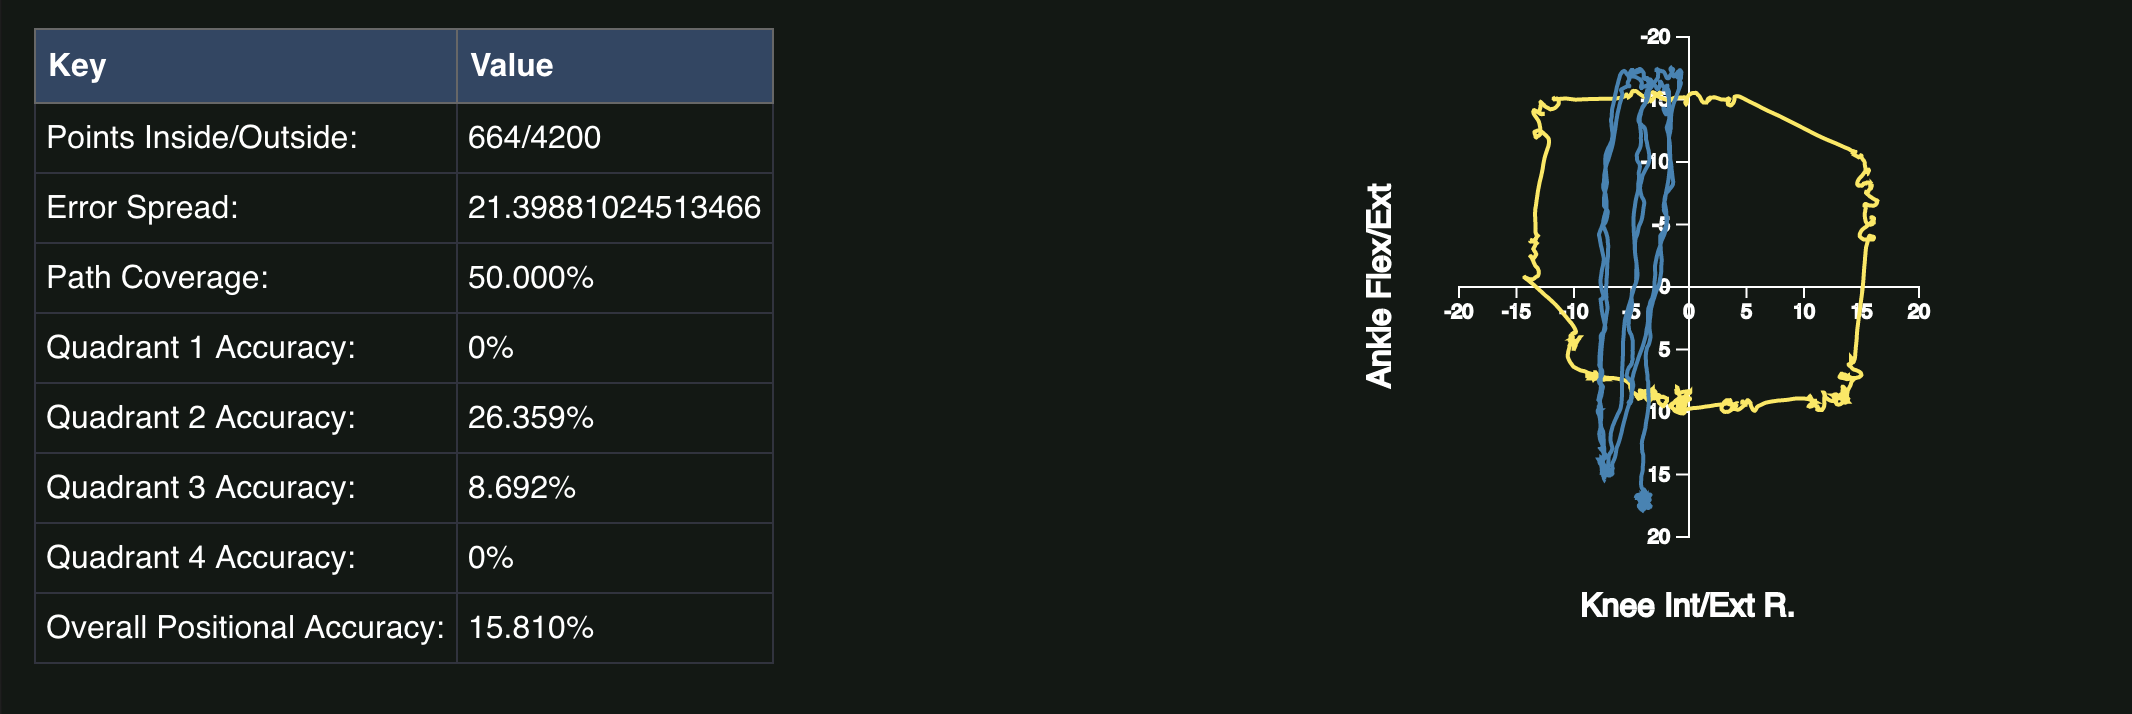 Key Value
Points Inside/Outside: 664/4200
Error Spread: 21.39881024513466
Path Coverage: 50.000%
Quadrant 1 Accuracy: 0%
Quadrant 2 Accuracy: 26.359%
Quadrant 3 Accuracy: 8.692%
Quadrant 4 Accuracy: 0%
Overall Positional Accuracy: 15.810%
Ankle Flex/Ext
-20
-15
-10
-5
0
5
10
15
20
-20 -15 -10 -5 0 5 10 15 20
Knee Int/Ext R.